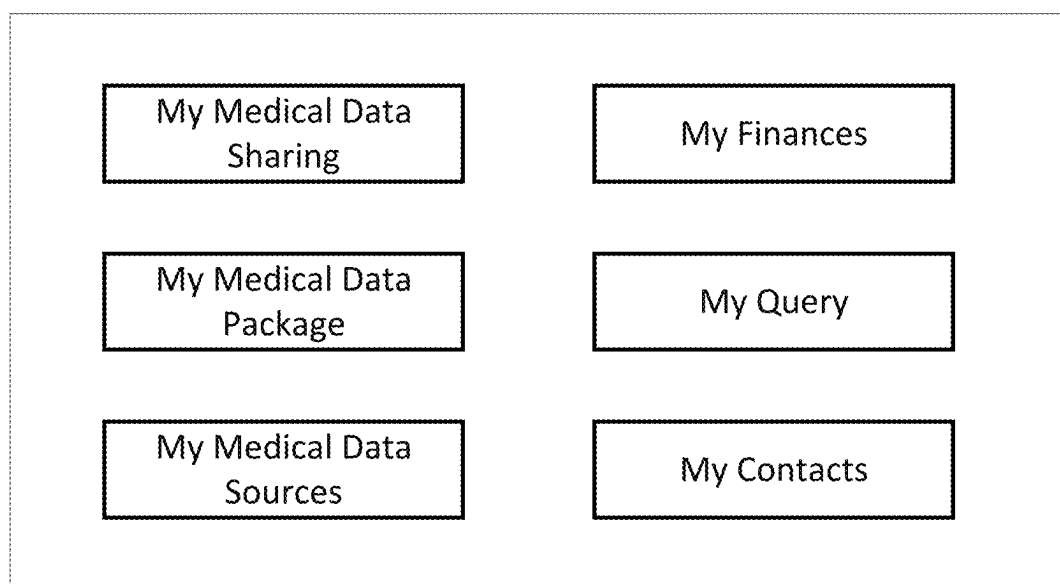 My Medical Data
Sharing
My Finances
My Medical Data
Package
My Query
My Medical Data
Sources
My Contacts